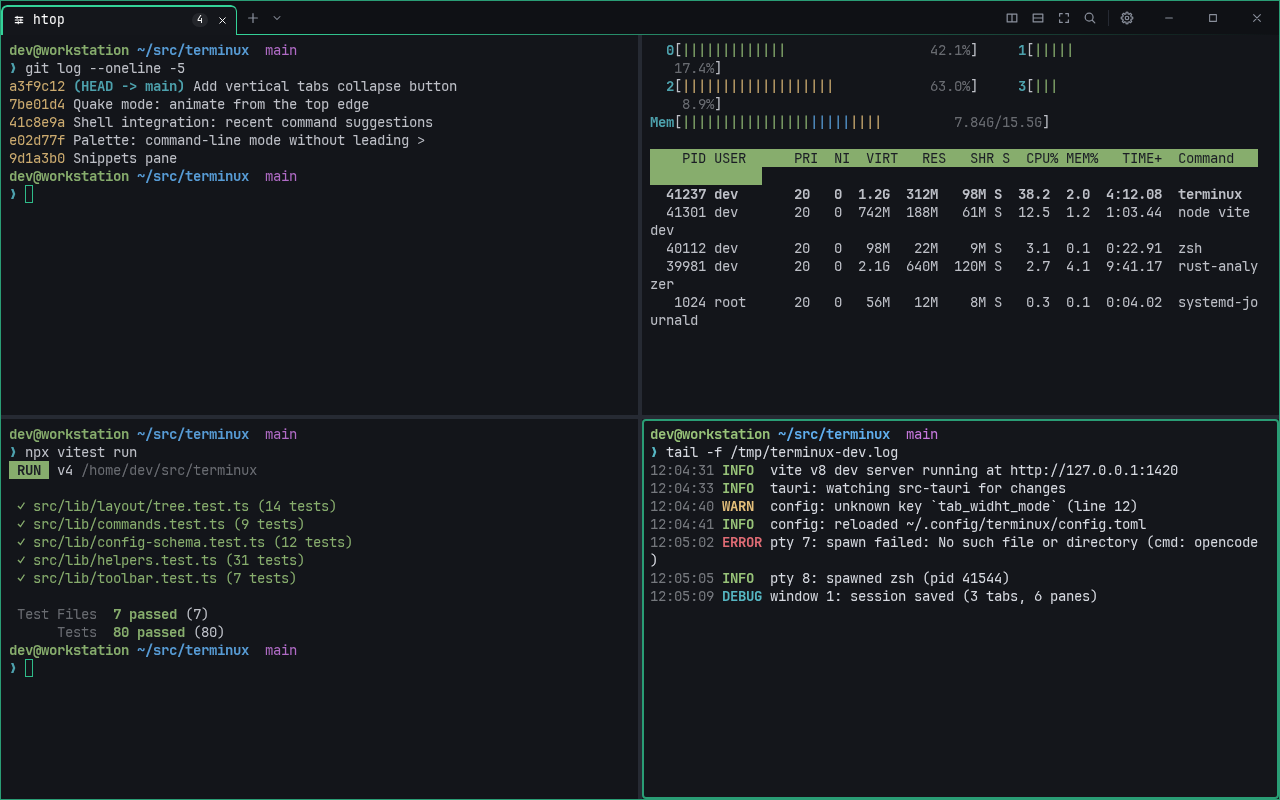 htop 4
dev@workstation ~/src/terminux main
❯ git log --oneline -5
a3f9c12 (HEAD -> main) Add vertical tabs collapse button
7be01d4 Quake mode: animate from the top edge
41c8e9a Shell integration: recent command suggestions
e02d77f Palette: command-line mode without leading >
9d1a3b0 Snippets pane
dev@workstation ~/src/terminux main
❯
0[||||||||||||| 42.1%] 1[|||||
17.4%]
2[||||||||||||||||||| 63.0%] 3[|||
8.9%]
Mem[||||||||||||||||||||||||| 7.84G/15.5G]
PID USER PRI NI VIRT RES SHR S CPU% MEM% TIME+ Command
41237 dev 20 0 1.2G 312M 98M S 38.2 2.0 4:12.08 terminux
41301 dev 20 0 742M 188M 61M S 12.5 1.2 1:03.44 node vite
dev
40112 dev 20 0 98M 22M 9M S 3.1 0.1 0:22.91 zsh
39981 dev 20 0 2.1G 640M 120M S 2.7 4.1 9:41.17 rust-analy
zer
1024 root 20 0 56M 12M 8M S 0.3 0.1 0:04.02 systemd-jo
urnald
dev@workstation ~/src/terminux main
❯ npx vitest run
RUN v4 /home/dev/src/terminux
✓ src/lib/layout/tree.test.ts (14 tests)
✓ src/lib/commands.test.ts (9 tests)
✓ src/lib/config-schema.test.ts (12 tests)
✓ src/lib/helpers.test.ts (31 tests)
✓ src/lib/toolbar.test.ts (7 tests)
Test Files 7 passed (7)
Tests 80 passed (80)
dev@workstation ~/src/terminux main
❯
dev@workstation ~/src/terminux main
❯ tail -f /tmp/terminux-dev.log
12:04:31 INFO vite v8 dev server running at http://127.0.0.1:1420
12:04:33 INFO tauri: watching src-tauri for changes
12:04:40 WARN config: unknown key `tab_widht_mode` (line 12)
12:04:41 INFO config: reloaded ~/.config/terminux/config.toml
12:05:02 ERROR pty 7: spawn failed: No such file or directory (cmd: opencode
)
12:05:05 INFO pty 8: spawned zsh (pid 41544)
12:05:09 DEBUG window 1: session saved (3 tabs, 6 panes)